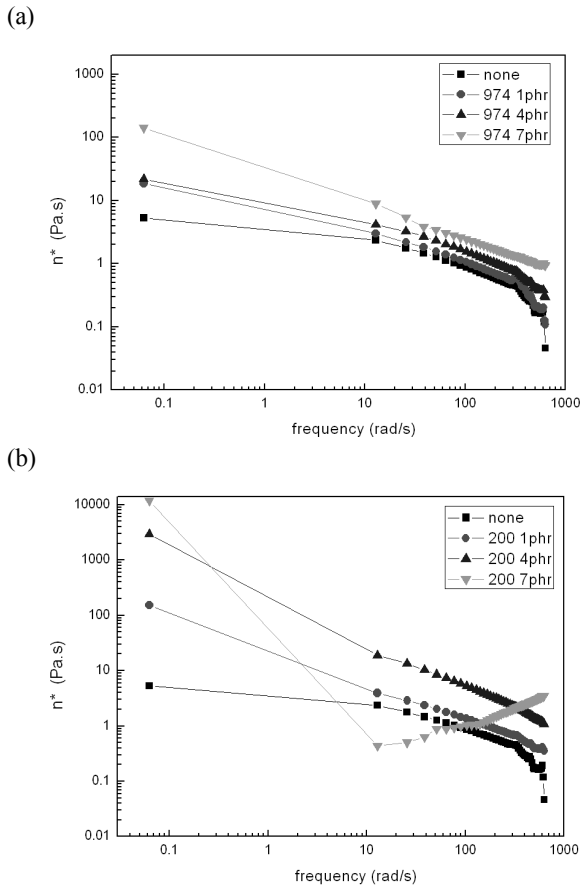 (a)
1000
100
10
1
0.1
0.01
n* (Pa.s)
none
974 1phr
974 4phr
974 7phr
0.1
1
10
100
1000
frequency (rad/s)
(b)
10000
1000
100
10
1
0.1
0.01
n* (Pa.s)
none
200 1phr
200 4phr
200 7phr
0.1
1
10
100
1000
frequency (rad/s)